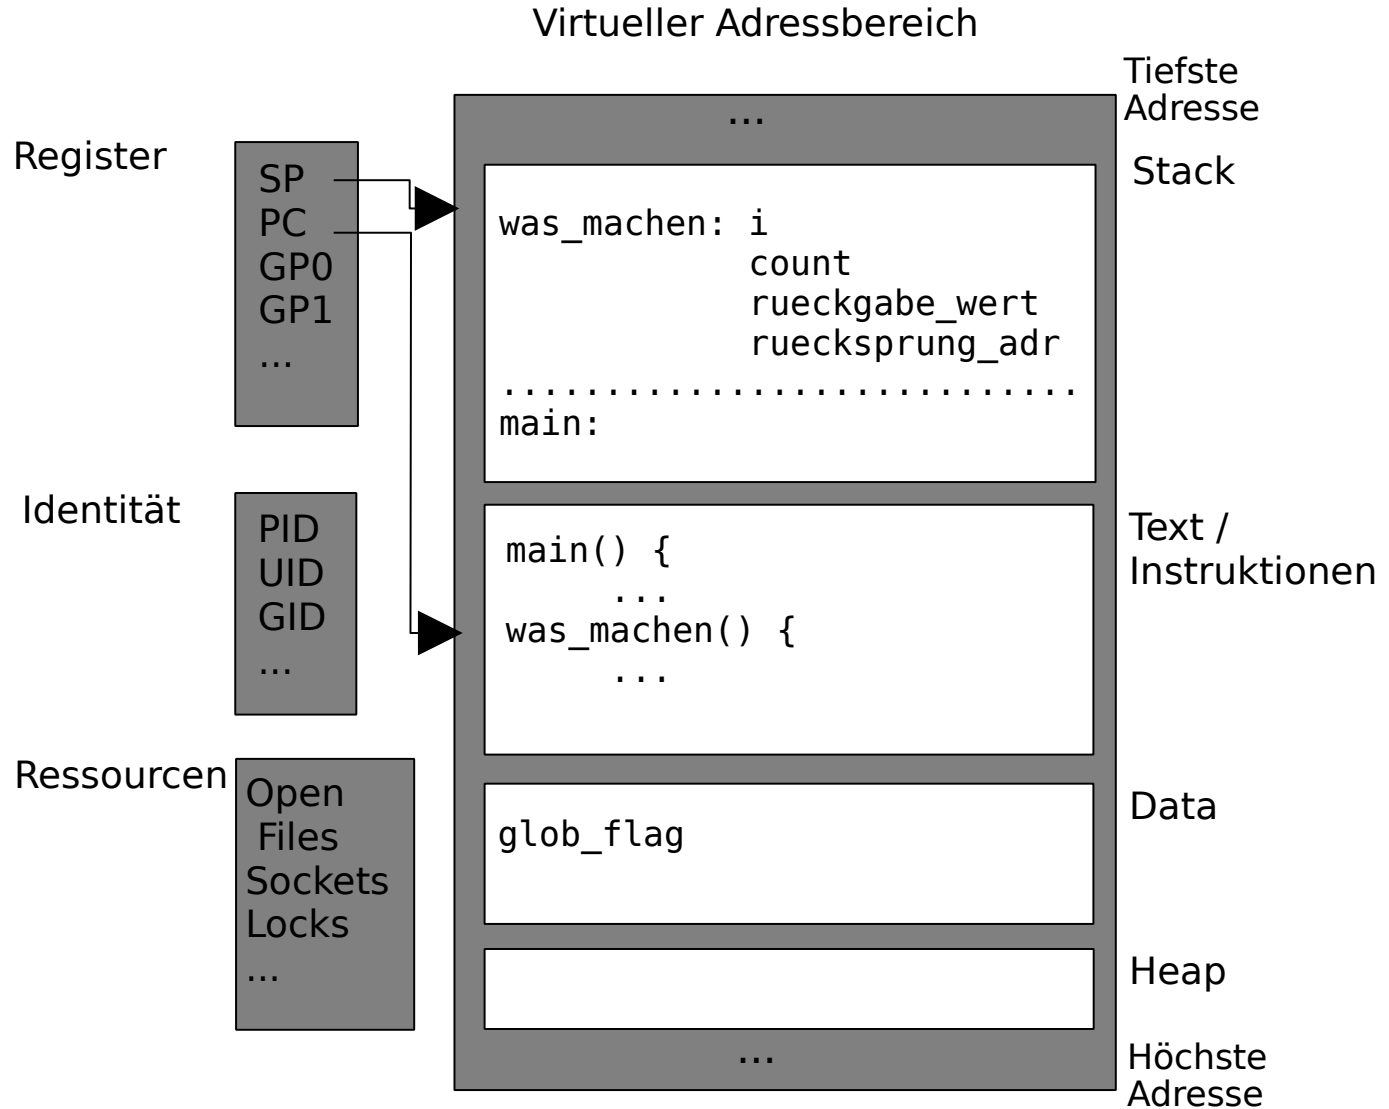 Virtueller Adressbereich
Tiefste
Adresse
...
Register
SP
PC
GP0
GP1
...
Stack
was_machen: i
count
rueckgabe_wert
ruecksprung_adr
............................
main:
Identität
PID
UID
GID
...
Text /
Instruktionen
main() {
...
was_machen() {
...
Ressourcen
Open
Files
Sockets
Locks
...
Data
glob_flag
Heap
...
Höchste
Adresse